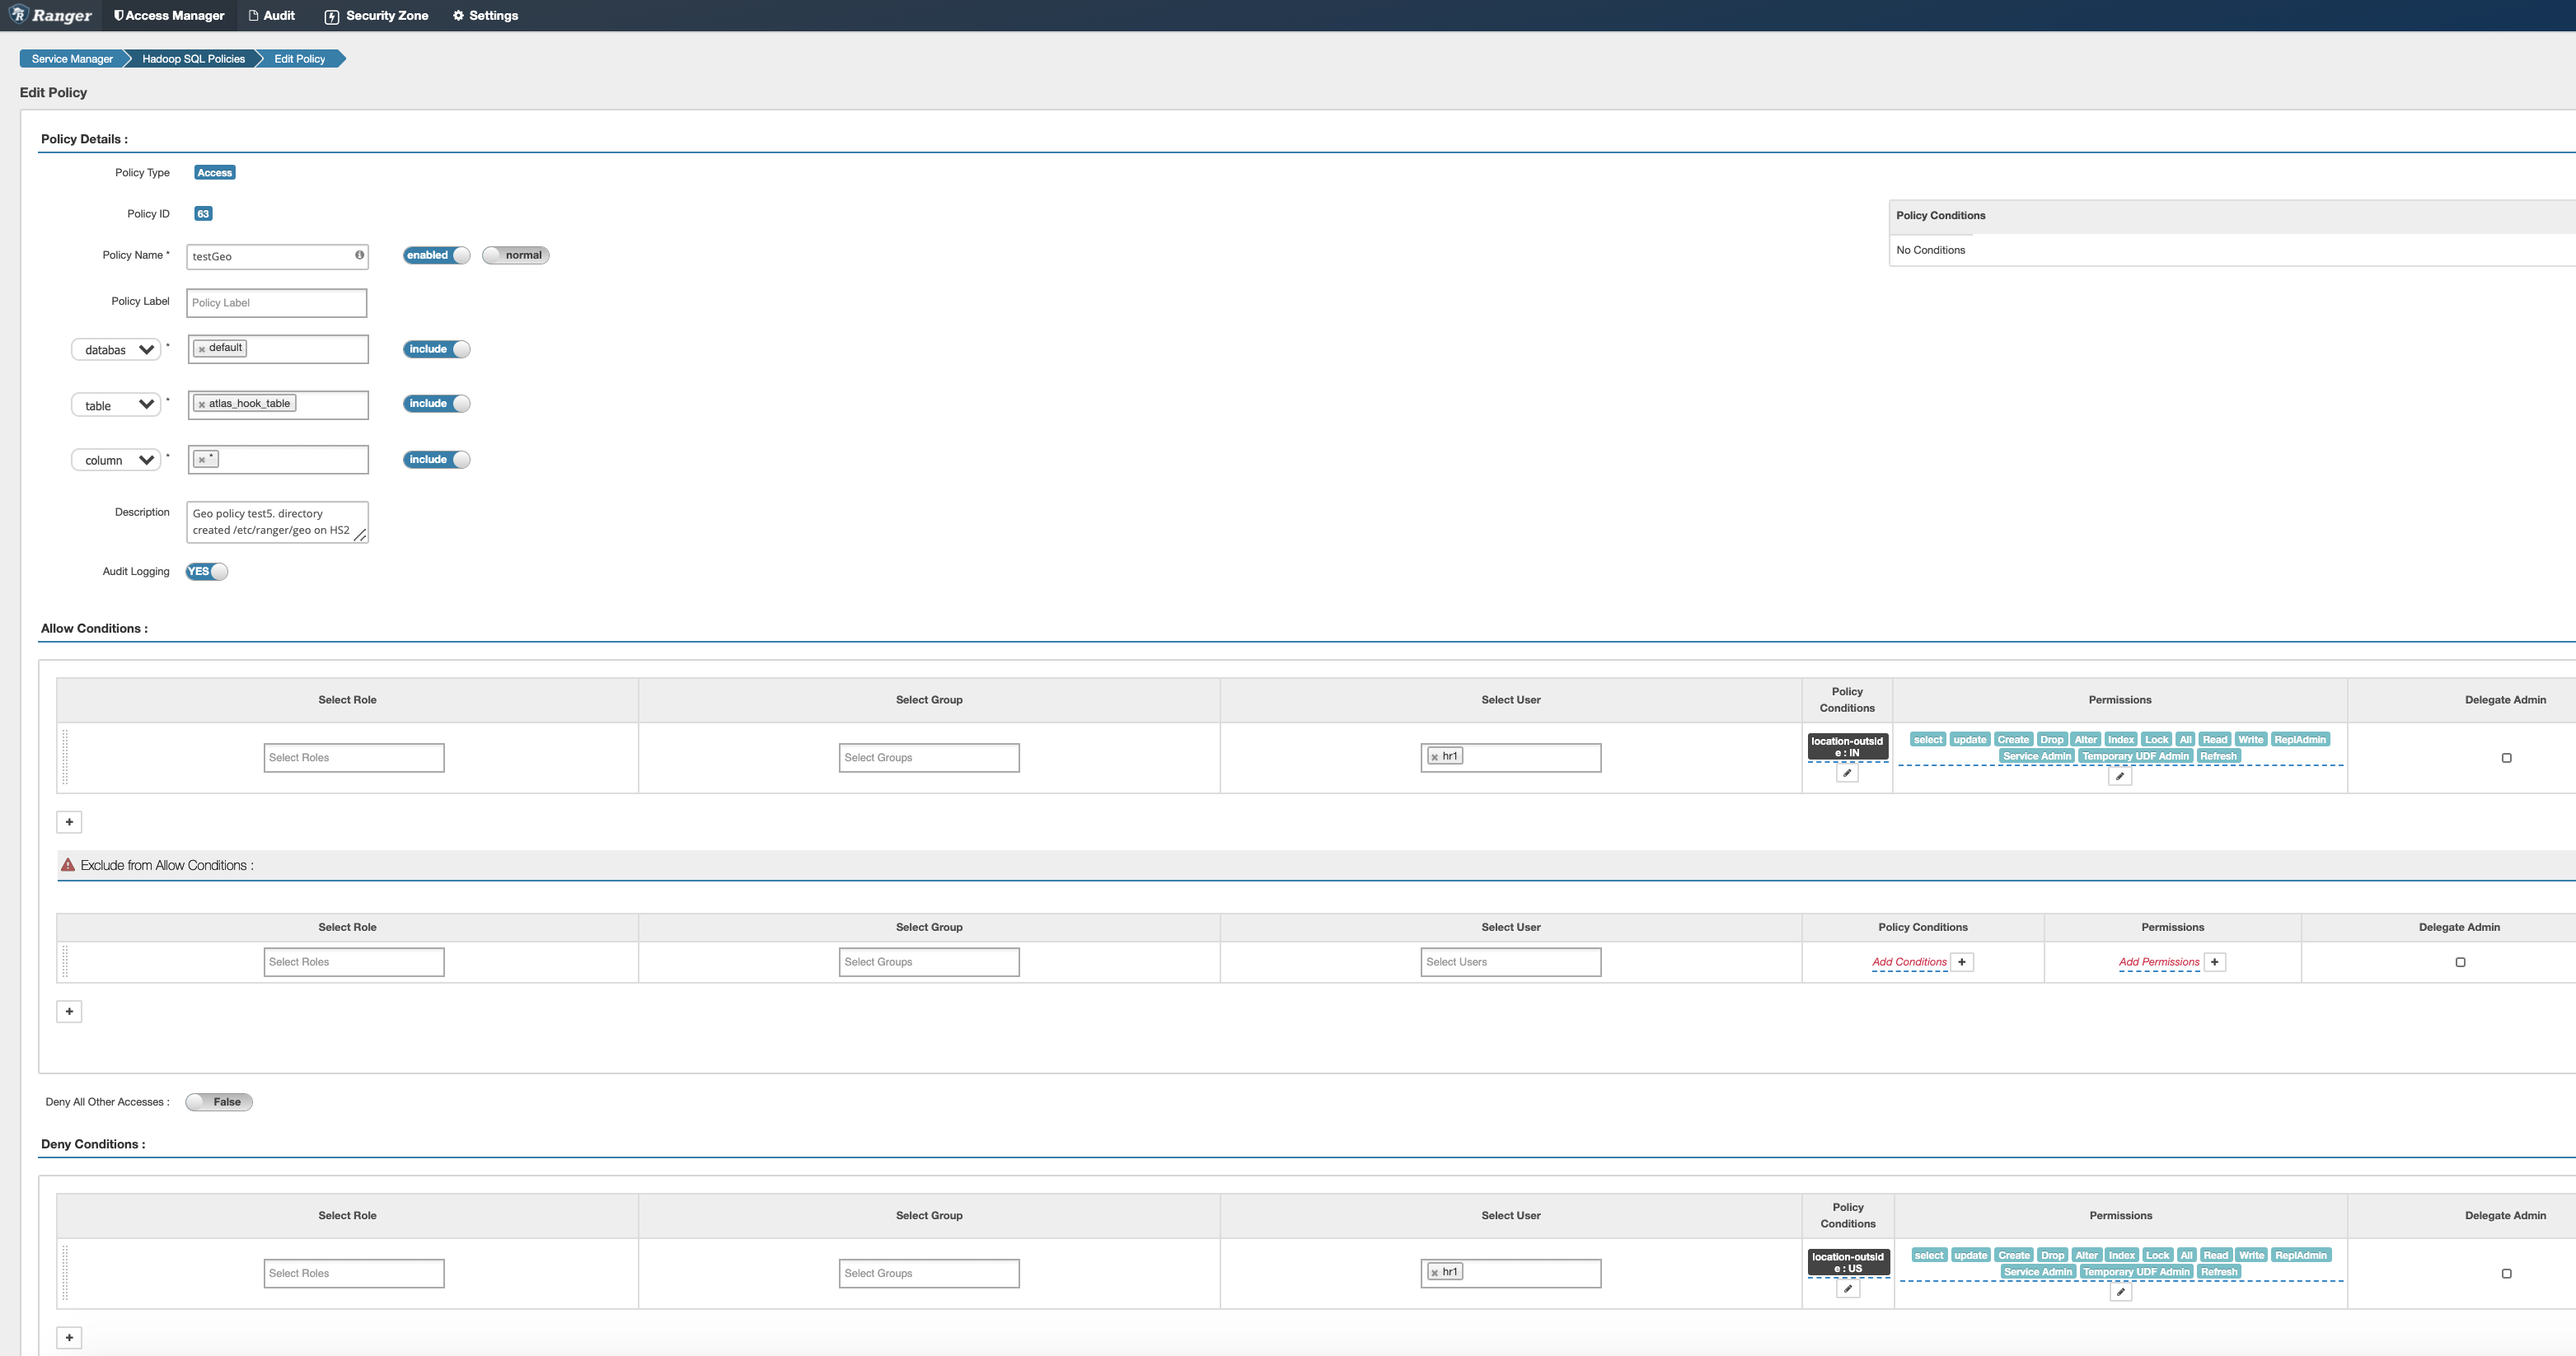 Ranger Access Manager Audit Security Zone Settings
Service Manager Hadoop SQL Policies Edit Policy
Edit Policy
Policy Details :
Policy Type Access
Policy ID 63
Policy Conditions
No Conditions
Policy Name * testGeo enabled normal
Policy Label Policy Label
databas * × default include
table * × atlas_hook_table include
column * × * include
Description Geo policy test5. directory
created /etc/ranger/geo on HS2
Audit Logging YES
Allow Conditions :
Select Role Select Group Select User Policy Conditions Permissions Delegate Admin
Select Roles Select Groups × hr1
location-outsid
e : IN
select update Create Drop Alter Index Lock All Read Write ReplAdmin
Service Admin Temporary UDF Admin Refresh
+
Exclude from Allow Conditions :
Select Role Select Group Select User Policy Conditions Permissions Delegate Admin
Select Roles Select Groups Select Users Add Conditions + Add Permissions +
+
Deny All Other Accesses : False
Deny Conditions :
Select Role Select Group Select User Policy Conditions Permissions Delegate Admin
Select Roles Select Groups × hr1
location-outsid
e : US
select update Create Drop Alter Index Lock All Read Write ReplAdmin
Service Admin Temporary UDF Admin Refresh
+